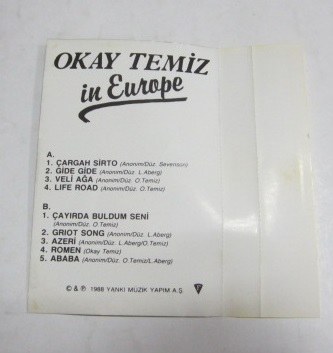 OKAY TEMİZ
in Europe
A.
1. ÇARGAH SİRTO (Anonim/Düz. Sevenson)
2. GİDE GİDE (Anonim/Düz. L.Aberg)
3. VELİ AĞA (Anonim/Düz. O.Temiz)
4. LIFE ROAD (Anonim/Düz. O.Temiz)
B.
1. ÇAYIRDA BULDUM SENİ
(Anonim/Düz. O.Temiz)
2. GRIOT SONG (Anonim/Düz. L.Aberg)
3. AZERİ (Anonim/Düz. L.Aberg/O.Temiz)
4. ROMEN (Okay Temiz)
5. ABABA (Anonim/Düz. O.Temiz/L.Aberg)
© & ℗ 1988 YANKI MÜZİK YAPIM A.Ş.